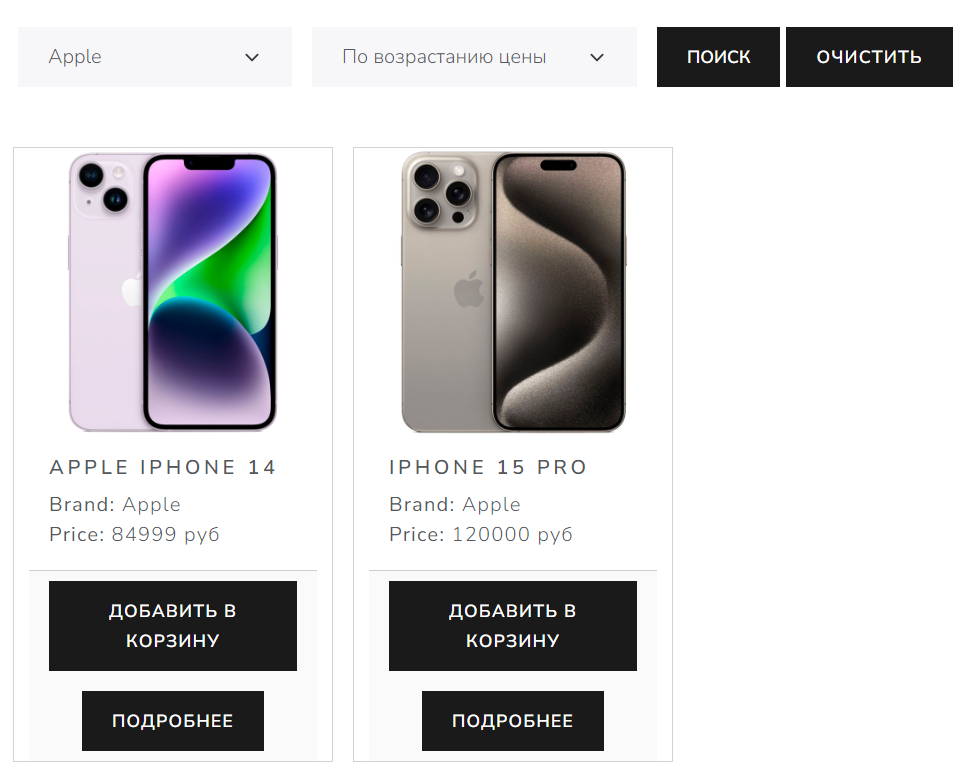 Apple
По возрастанию цены
ПОИСК
ОЧИСТИТЬ
APPLE IPHONE 14
Brand: Apple
Price: 84999 руб
ДОБАВИТЬ В
КОРЗИНУ
ПОДРОБНЕЕ
IPHONE 15 PRO
Brand: Apple
Price: 120000 руб
ДОБАВИТЬ В
КОРЗИНУ
ПОДРОБНЕЕ